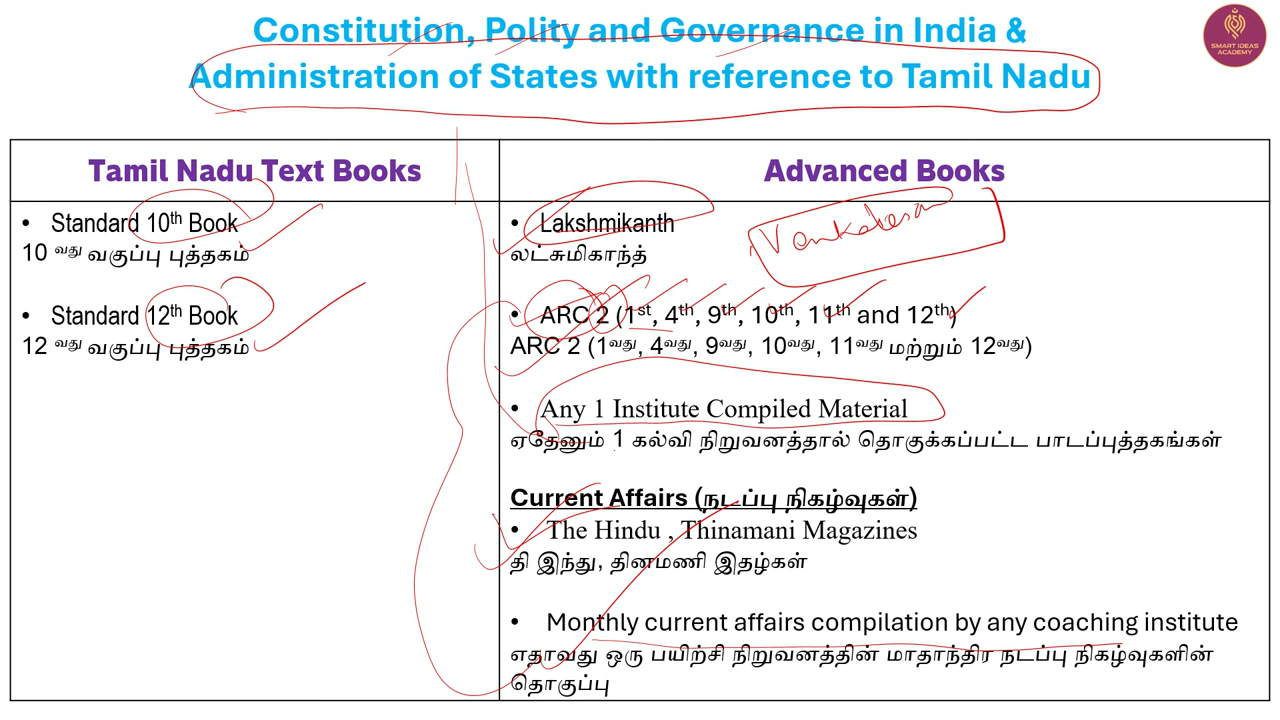 Constitution, Polity and Governance in India &
Administration of States with reference to Tamil Nadu
SMART IDEAS
ACADEMY
Tamil Nadu Text Books
• Standard 10th Book
10 வது வகுப்பு புத்தகம்
• Standard 12th Book
12 வது வகுப்பு புத்தகம்
Advanced Books
• Lakshmikanth
லட்சுமிகாந்த்
Venkatesan
• ARC 2 (1st, 4th, 9th, 10th, 11th and 12th)
ARC 2 (1வது, 4வது, 9வது, 10வது, 11வது மற்றும் 12வது)
• Any 1 Institute Compiled Material
ஏதேனும் 1 கல்வி நிறுவனத்தால் தொகுக்கப்பட்ட பாடப்புத்தகங்கள்
Current Affairs (நடப்பு நிகழ்வுகள்)
• The Hindu , Thinamani Magazines
தி இந்து, தினமணி இதழ்கள்
• Monthly current affairs compilation by any coaching institute
எதாவது ஒரு பயிற்சி நிறுவனத்தின் மாதாந்திர நடப்பு நிகழ்வுகளின்
தொகுப்பு